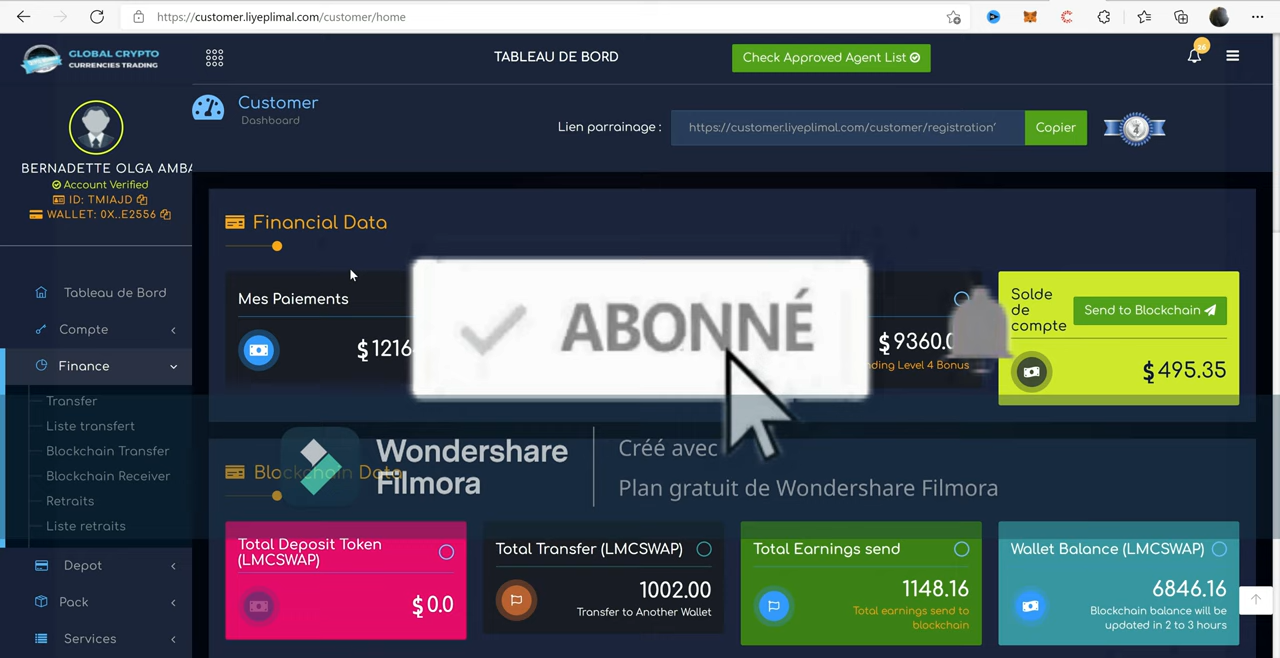 https://customer.liyeplimal.com/customer/home
GLOBAL CRYPTO
CURRENCIES TRADING
TABLEAU DE BORD
Check Approved Agent List
Customer
Dashboard
Lien parrainage :
https://customer.liyeplimal.com/customer/registration
Copier
BERNADETTE OLGA AMBA
Account Verified
ID: TMIAJD
WALLET: 0X..E2556
Financial Data
Tableau de Bord
Compte
Finance
Transfer
Liste transfert
Blockchain Transfer
Blockchain Receiver
Retraits
Liste retraits
Depot
Pack
Services
Mes Paiements
$1216
ABONNÉ
$9360.0
Level 4 Bonus
Solde de compte
Send to Blockchain
$495.35
Wondershare
Filmora
Créé avec
Plan gratuit de Wondershare Filmora
Blockchain Data
Total Deposit Token
(LMCSWAP)
$0.0
Total Transfer (LMCSWAP)
1002.00
Transfer to Another Wallet
Total Earnings send
1148.16
Total earnings send to
blockchain
Wallet Balance (LMCSWAP)
6846.16
Blockchain balance will be
updated in 2 to 3 hours